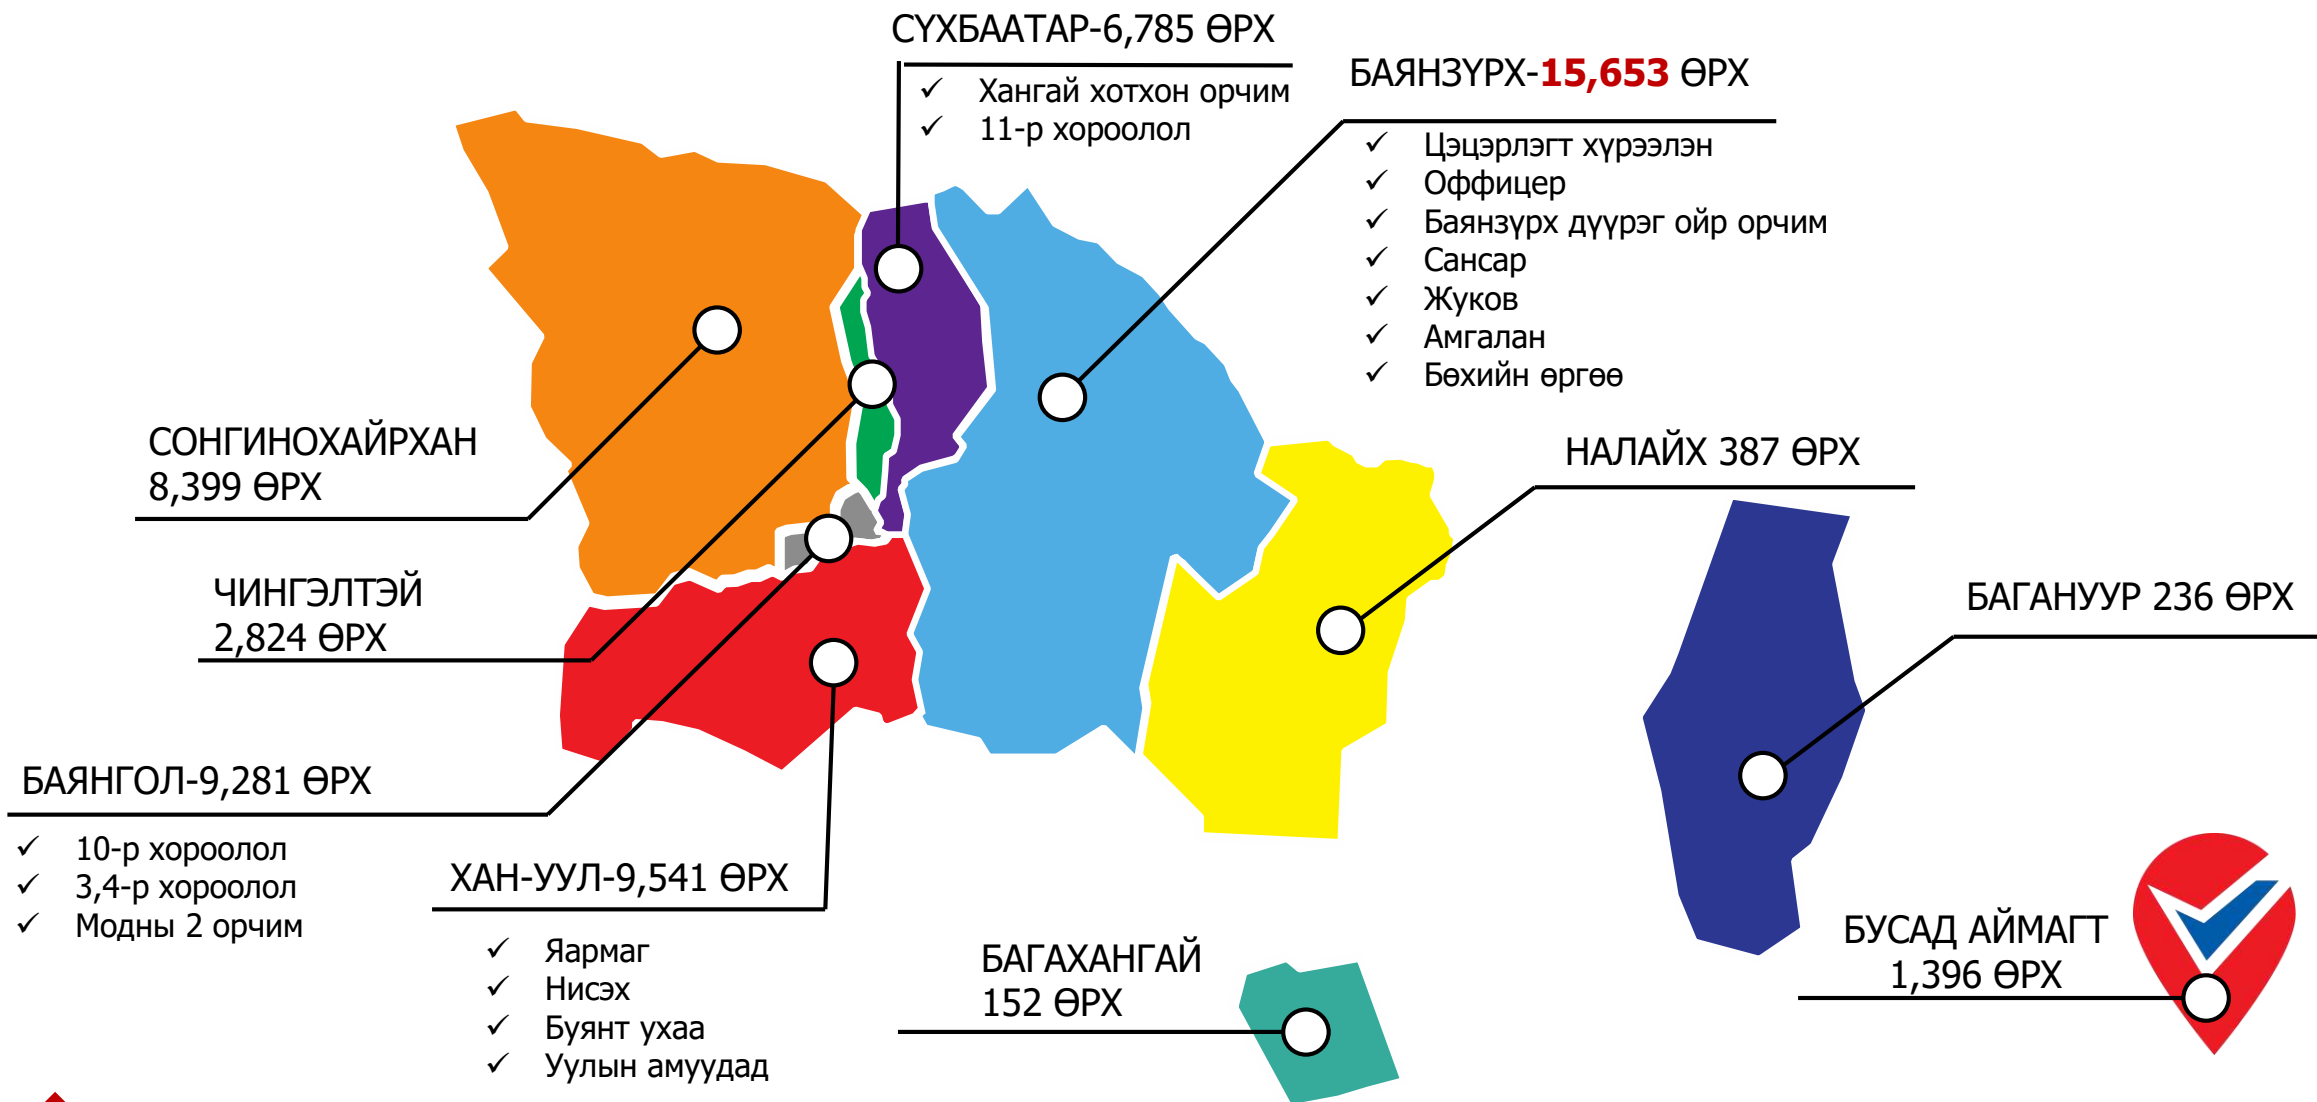 СҮХБААТАР-6,785 ӨРХ
✓ Хангай хотхон орчим
✓ 11-р хороолол
БАЯНЗҮРХ-15,653 ӨРХ
✓ Цэцэрлэгт хүрээлэн
✓ Оффицер
✓ Баянзүрх дүүрэг ойр орчим
✓ Сансар
✓ Жуков
✓ Амгалан
✓ Бөхийн өргөө
СОНГИНОХАЙРХАН
8,399 ӨРХ
НАЛАЙХ 387 ӨРХ
ЧИНГЭЛТЭЙ
2,824 ӨРХ
БАГАНУУР 236 ӨРХ
БАЯНГОЛ-9,281 ӨРХ
✓ 10-р хороолол
✓ 3,4-р хороолол
✓ Модны 2 орчим
ХАН-УУЛ-9,541 ӨРХ
✓ Яармаг
✓ Нисэх
✓ Буянт ухаа
✓ Уулын амуудад
БАГАХАНГАЙ
152 ӨРХ
БУСАД АЙМАГТ
1,396 ӨРХ